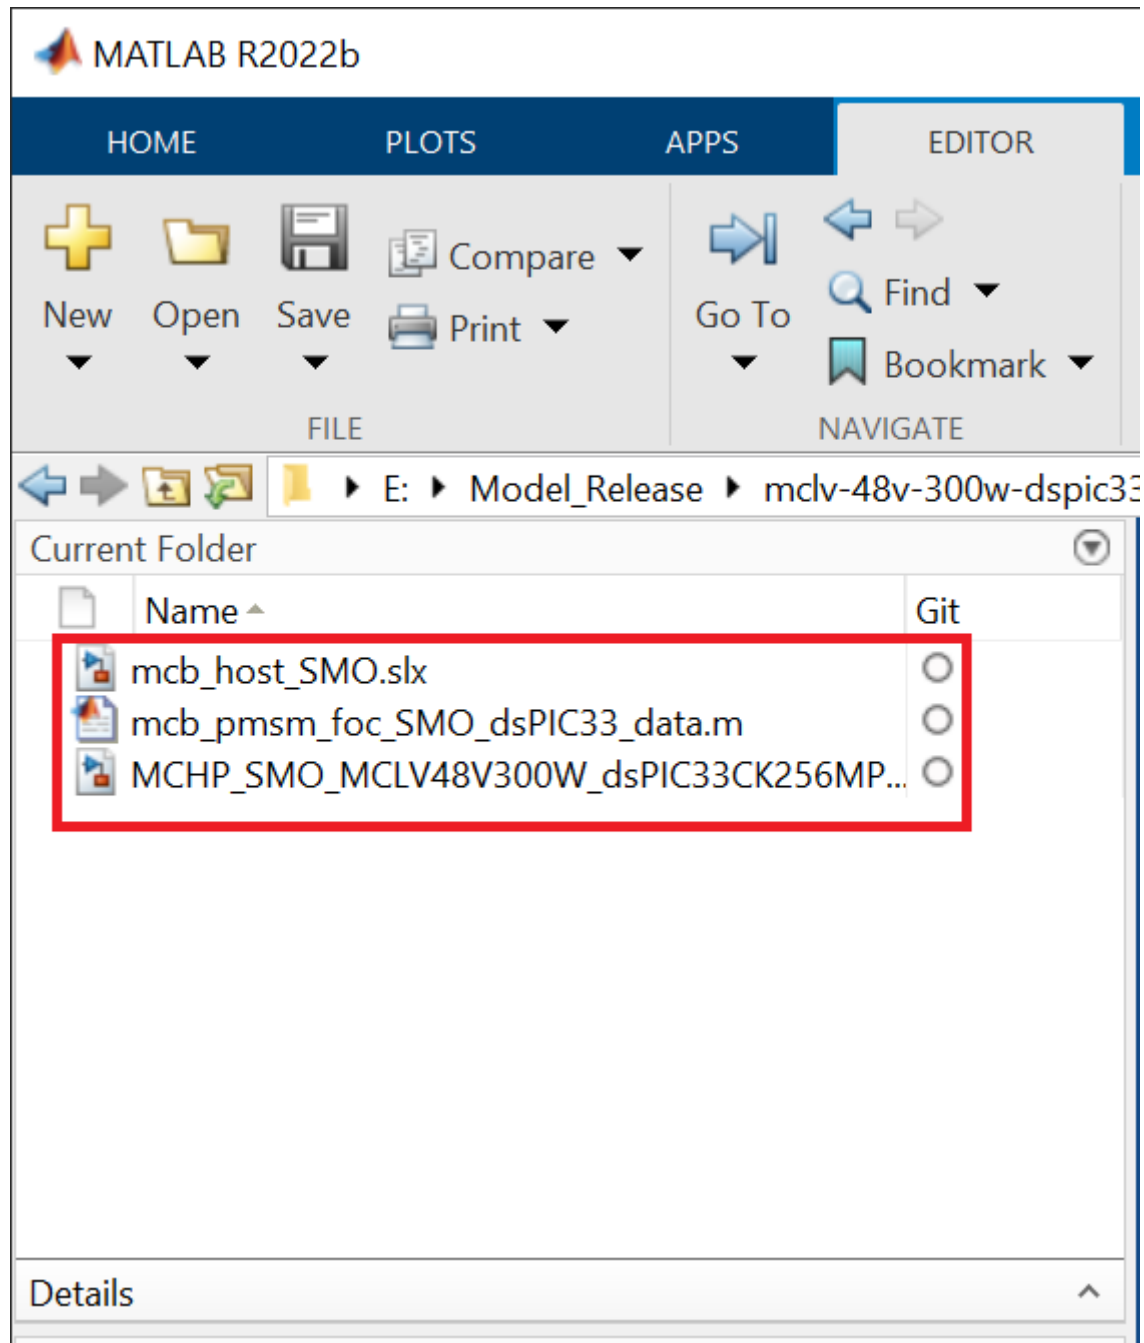 MATLAB R2022b
HOME PLOTS APPS EDITOR
New Open Save Compare Print Go To Find Bookmark
FILE NAVIGATE
E: Model_Release mclv-48v-300w-dspic33
Current Folder
Name Git
mcb_host_SMO.slx
mcb_pmsm_foc_SMO_dsPIC33_data.m
MCHP_SMO_MCLV48V300W_dsPIC33CK256MP...
Details